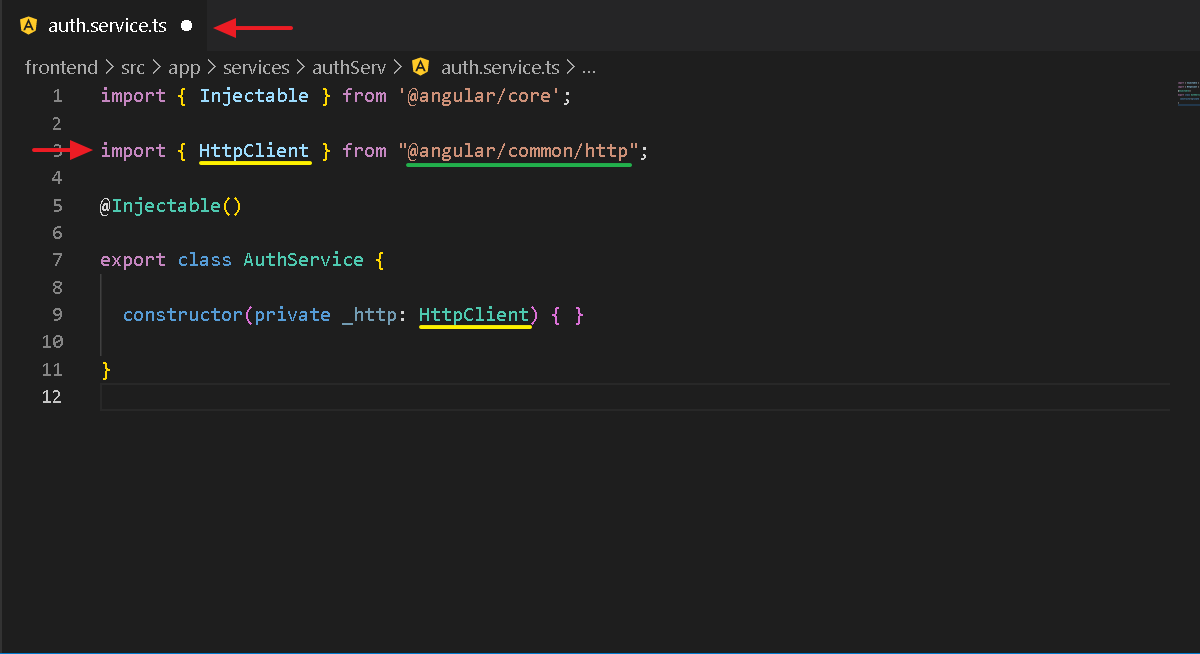 auth.service.ts
frontend > src > app > services > authServ > auth.service.ts > ...
1 import { Injectable } from '@angular/core';
2
3 import { HttpClient } from "@angular/common/http";
4
5 @Injectable()
6
7 export class AuthService {
8
9 constructor(private _http: HttpClient) { }
10
11 }
12